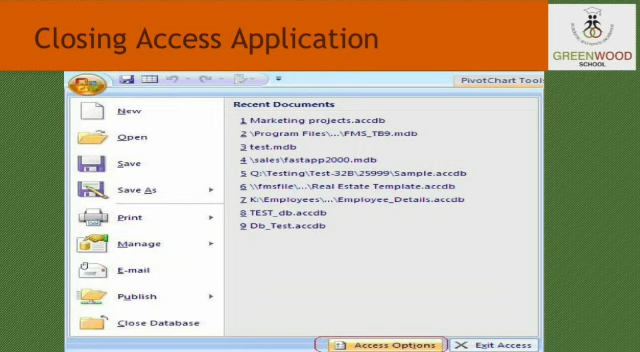 Closing Access Application
GREENWOOD
SCHOOL
PivotChart Tools
New
Open
Save
Save As
Print
Manage
E-mail
Publish
Close Database
Recent Documents
1 Marketing projects.accdb
2 \Program Files\...\FMS_TB9.mdb
3 test.mdb
4 \sales\fastapp2000.mdb
5 Q:\Testing\Test-32B\25999\Sample.accdb
6 \\fmsfile\...\Real Estate Template.accdb
7 K:\Employees\...\Employee_Details.accdb
8 TEST_db.accdb
9 Db_Test.accdb
Access Options
Exit Access